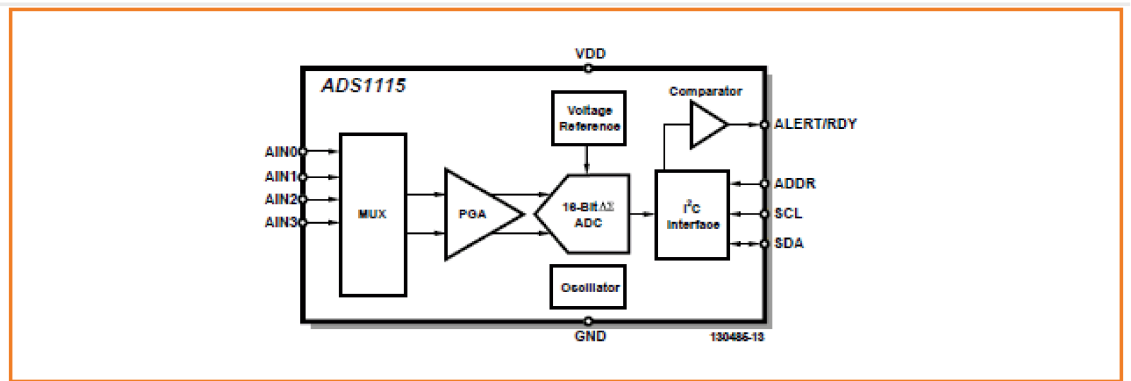 VDD
ADS1115
Comparator
Voltage
Reference
ALERT/RDY
AIN0
AIN1
AIN2
AIN3
MUX
PGA
16-Bit ΔΣ
ADC
I²C
Interface
ADDR
SCL
SDA
Oscillator
GND
130485-13